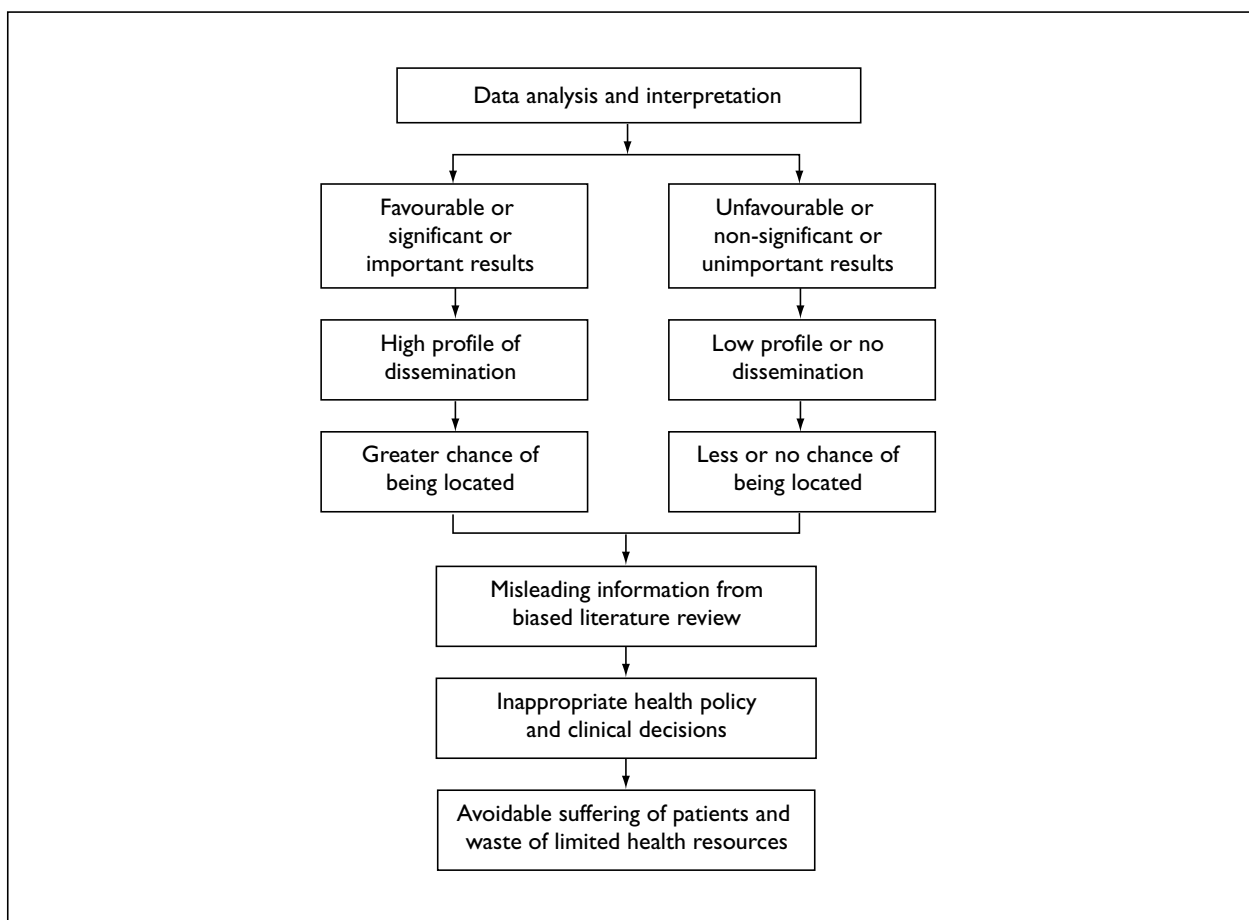 Data analysis and interpretation
Favourable or
significant or
important results
Unfavourable or
non-significant or
unimportant results
High profile of
dissemination
Low profile or no
dissemination
Greater chance of
being located
Less or no chance of
being located
Misleading information from
biased literature review
Inappropriate health policy
and clinical decisions
Avoidable suffering of patients and
waste of limited health resources